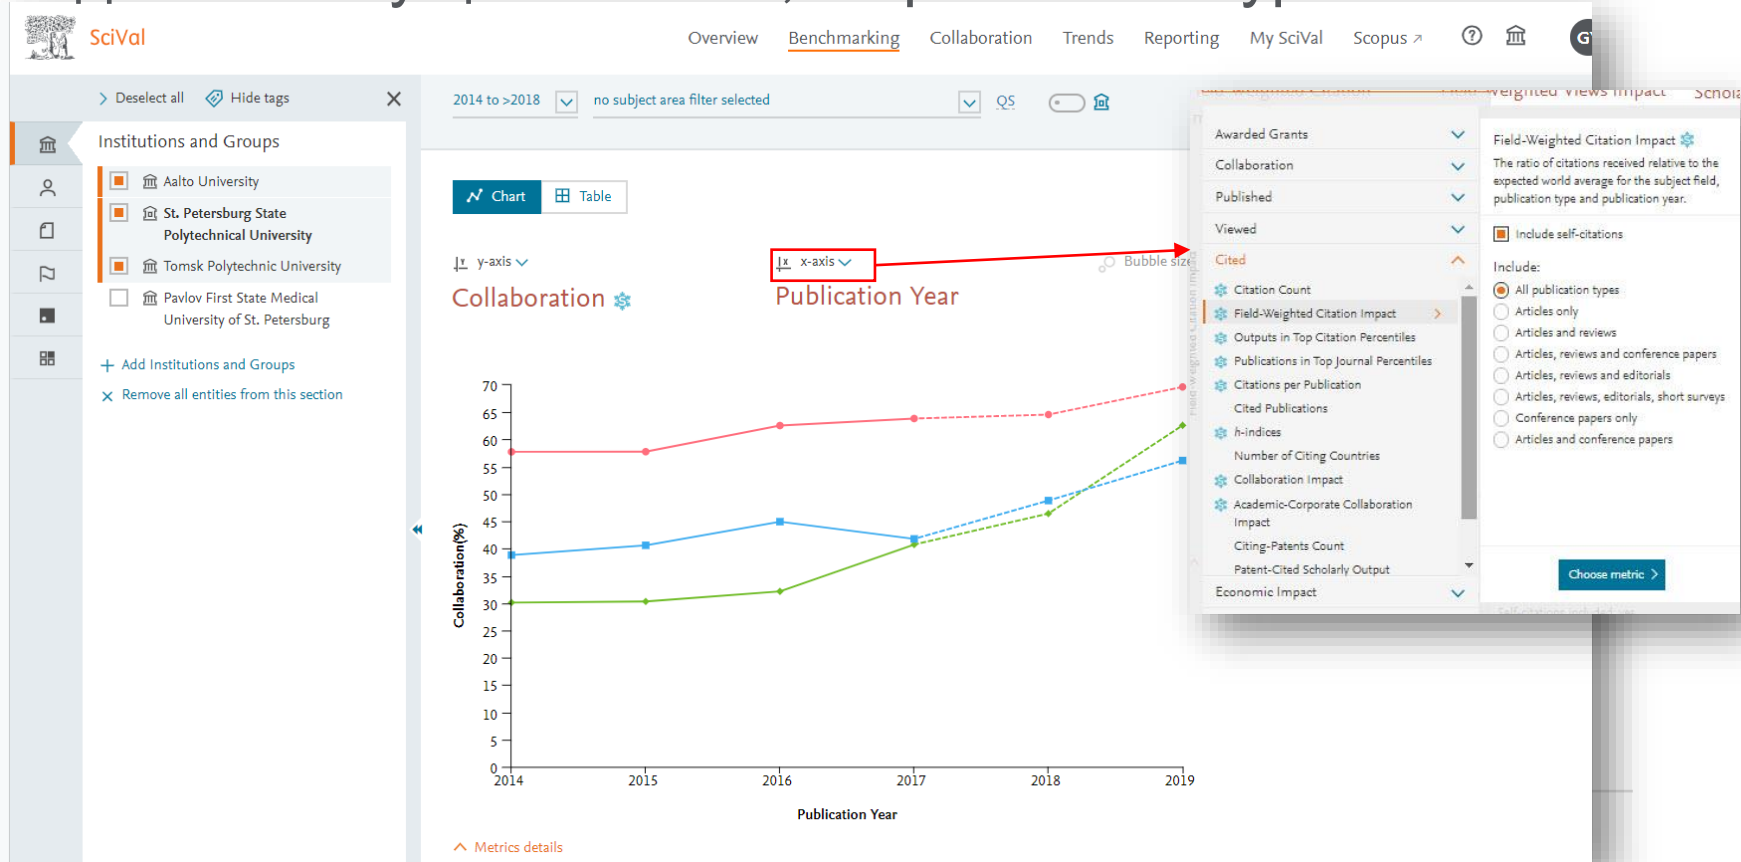 SciVal
Overview Benchmarking Collaboration Trends Reporting My SciVal Scopus
Deselect all Hide tags
Institutions and Groups
Aalto University
St. Petersburg State
Polytechnical University
Tomsk Polytechnic University
Pavlov First State Medical
University of St. Petersburg
+ Add Institutions and Groups
× Remove all entities from this section
2014 to >2018 no subject area filter selected QS
Chart Table
y-axis x-axis Bubble size
Collaboration Publication Year
70
65
60
55
50
45
40
35
30
25
20
15
10
5
0
Collaboration(%)
2014 2015 2016 2017 2018 2019
Publication Year
Metrics details
Awarded Grants
Collaboration
Published
Viewed
Cited
Citation Count
Field-Weighted Citation Impact
Outputs in Top Citation Percentiles
Publications in Top Journal Percentiles
Citations per Publication
Cited Publications
h-indices
Number of Citing Countries
Collaboration Impact
Academic-Corporate Collaboration
Impact
Citing-Patents Count
Patent-Cited Scholarly Output
Economic Impact
Field-Weighted Citation Impact
The ratio of citations received relative to the
expected world average for the subject field,
publication type and publication year.
Include self-citations
Include:
All publication types
Articles only
Articles and reviews
Articles, reviews and conference papers
Articles, reviews and editorials
Articles, reviews, editorials, short surveys
Conference papers only
Articles and conference papers
Choose metric